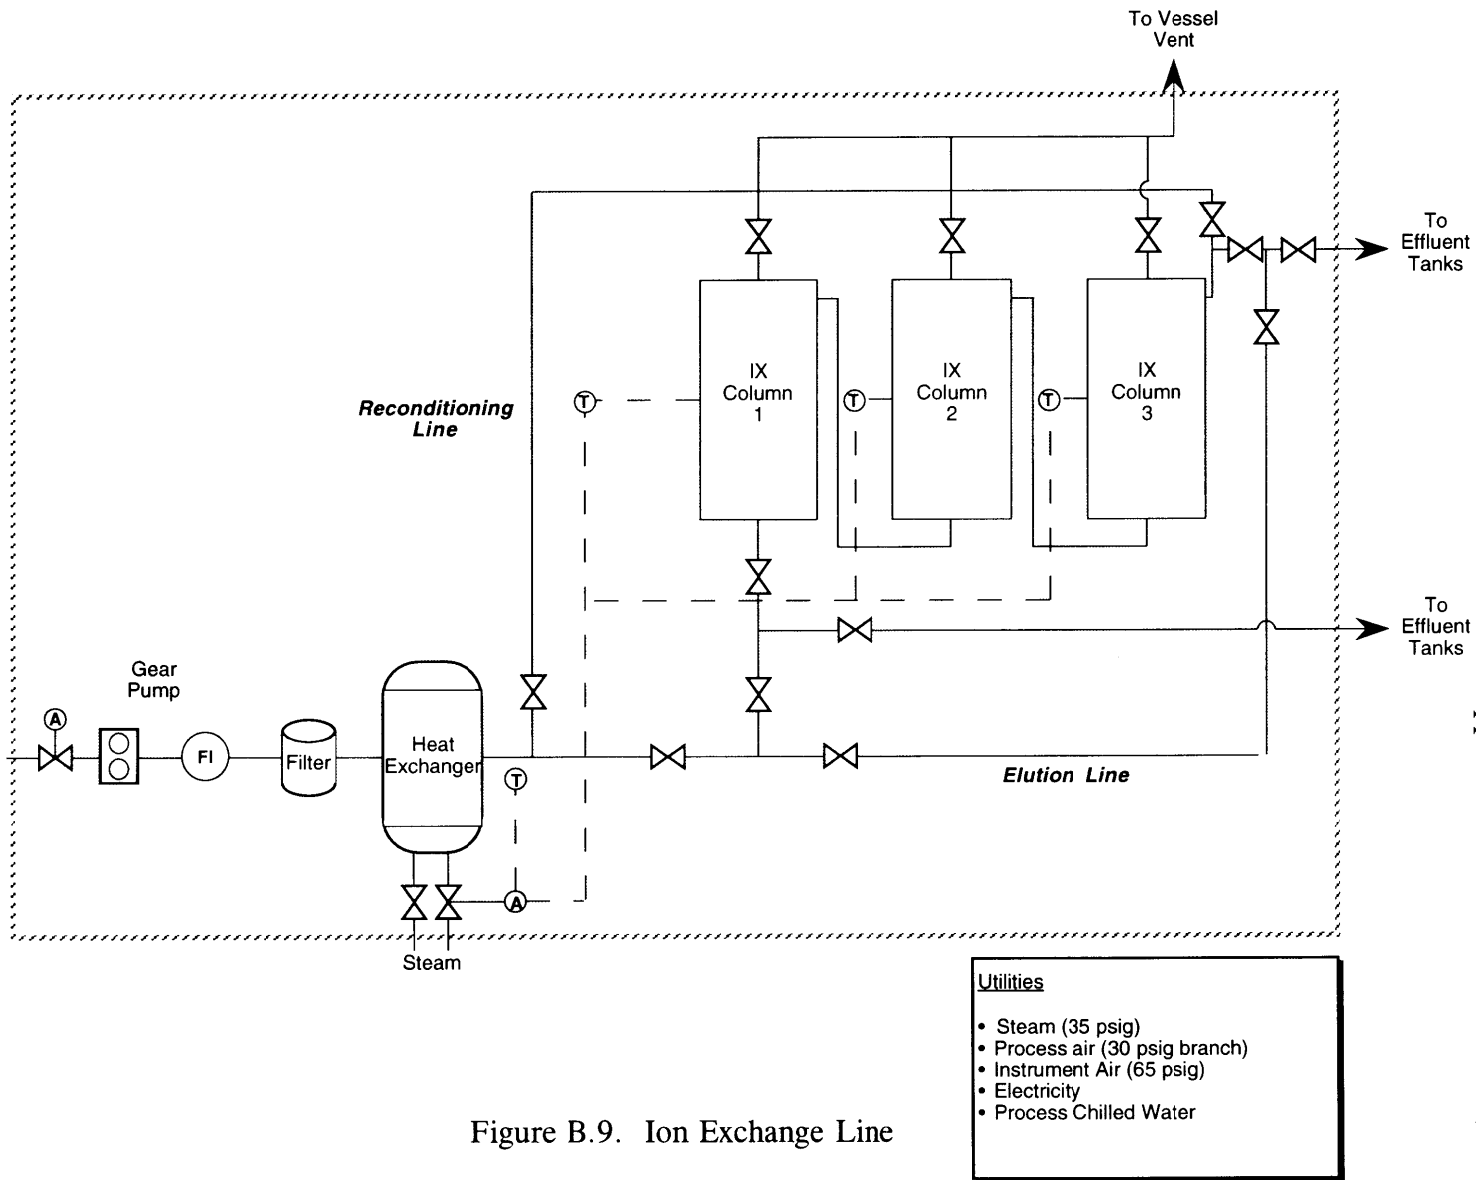 To Vessel
Vent
To
Effluent
Tanks
IX
Column
1
IX
Column
2
IX
Column
3
T
T
T
Reconditioning
Line
To
Effluent
Tanks
Gear
Pump
A
FI
Filter
Heat
Exchanger
T
Elution Line
A
Steam
Utilities
• Steam (35 psig)
• Process air (30 psig branch)
• Instrument Air (65 psig)
• Electricity
• Process Chilled Water
Figure B.9. Ion Exchange Line